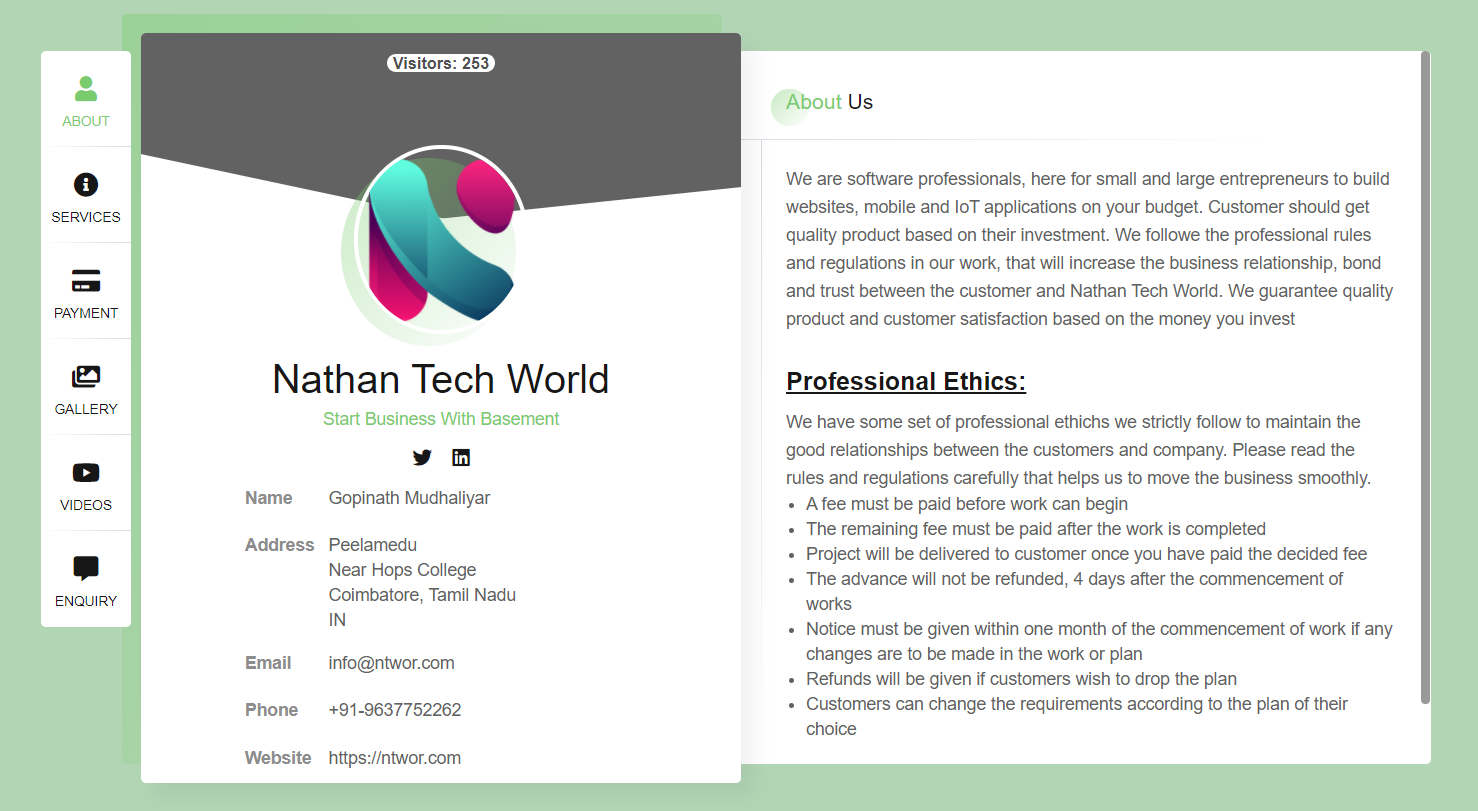 ABOUT
SERVICES
PAYMENT
GALLERY
VIDEOS
ENQUIRY
Visitors: 253
Nathan Tech World
Start Business With Basement
Name Gopinath Mudhaliyar
Address Peelamedu
Near Hops College
Coimbatore, Tamil Nadu
IN
Email info@ntwor.com
Phone +91-9637752262
Website https://ntwor.com
About Us
We are software professionals, here for small and large entrepreneurs to build
websites, mobile and IoT applications on your budget. Customer should get
quality product based on their investment. We followe the professional rules
and regulations in our work, that will increase the business relationship, bond
and trust between the customer and Nathan Tech World. We guarantee quality
product and customer satisfaction based on the money you invest
Professional Ethics:
We have some set of professional ethichs we strictly follow to maintain the
good relationships between the customers and company. Please read the
rules and regulations carefully that helps us to move the business smoothly.
• A fee must be paid before work can begin
• The remaining fee must be paid after the work is completed
• Project will be delivered to customer once you have paid the decided fee
• The advance will not be refunded, 4 days after the commencement of
works
• Notice must be given within one month of the commencement of work if any
changes are to be made in the work or plan
• Refunds will be given if customers wish to drop the plan
• Customers can change the requirements according to the plan of their
choice